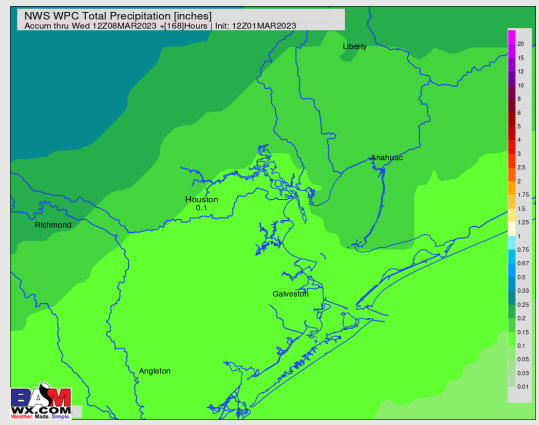 NWS WPC Total Precipitation [inches]
Accum thru Wed 12Z08MAR2023 +[168]Hours | Init: 12Z01MAR2023
Liberty
Anahuac
Houston
0.1
Richmond
Galveston
Angleton
20
15
12
10
8
6
5
4
3
2.5
2
1.75
1.5
1.25
1
0.75
0.67
0.5
0.33
0.25
0.2
0.15
0.1
0.05
0.03
0.01
BAM
WX.COM
Weather. Made. Simple.